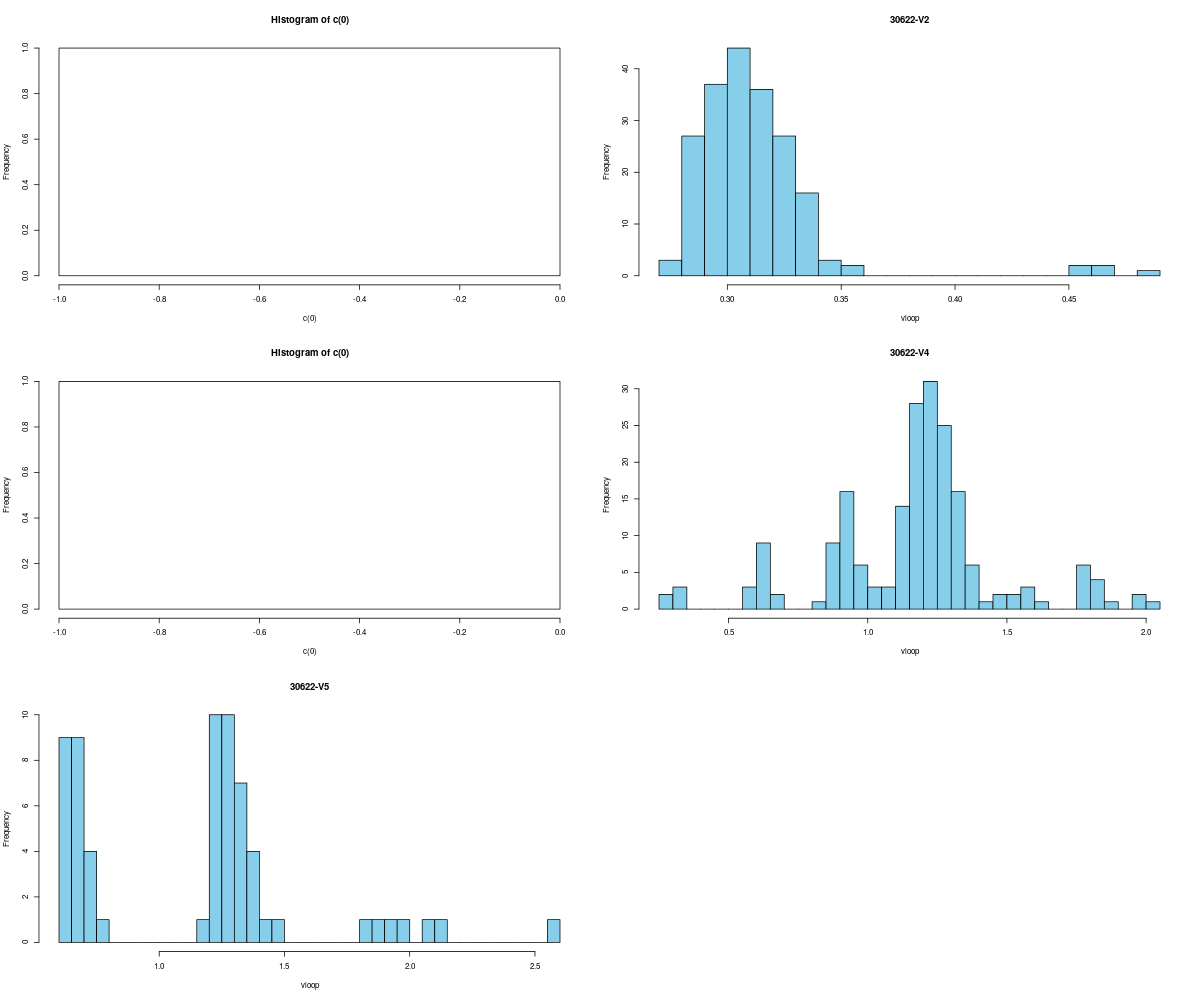 Histogram of c(0)
Frequency
0.0 0.2 0.4 0.6 0.8 1.0
-1.0 -0.8 -0.6 -0.4 -0.2 0.0
c(0)
30622-V2
Frequency
0 10 20 30 40
0.30 0.35 0.40 0.45
vloop
Histogram of c(0)
Frequency
0.0 0.2 0.4 0.6 0.8 1.0
-1.0 -0.8 -0.6 -0.4 -0.2 0.0
c(0)
30622-V4
Frequency
0 5 10 15 20 25 30
0.5 1.0 1.5 2.0
vloop
30622-V5
Frequency
0 2 4 6 8 10
1.0 1.5 2.0 2.5
vloop